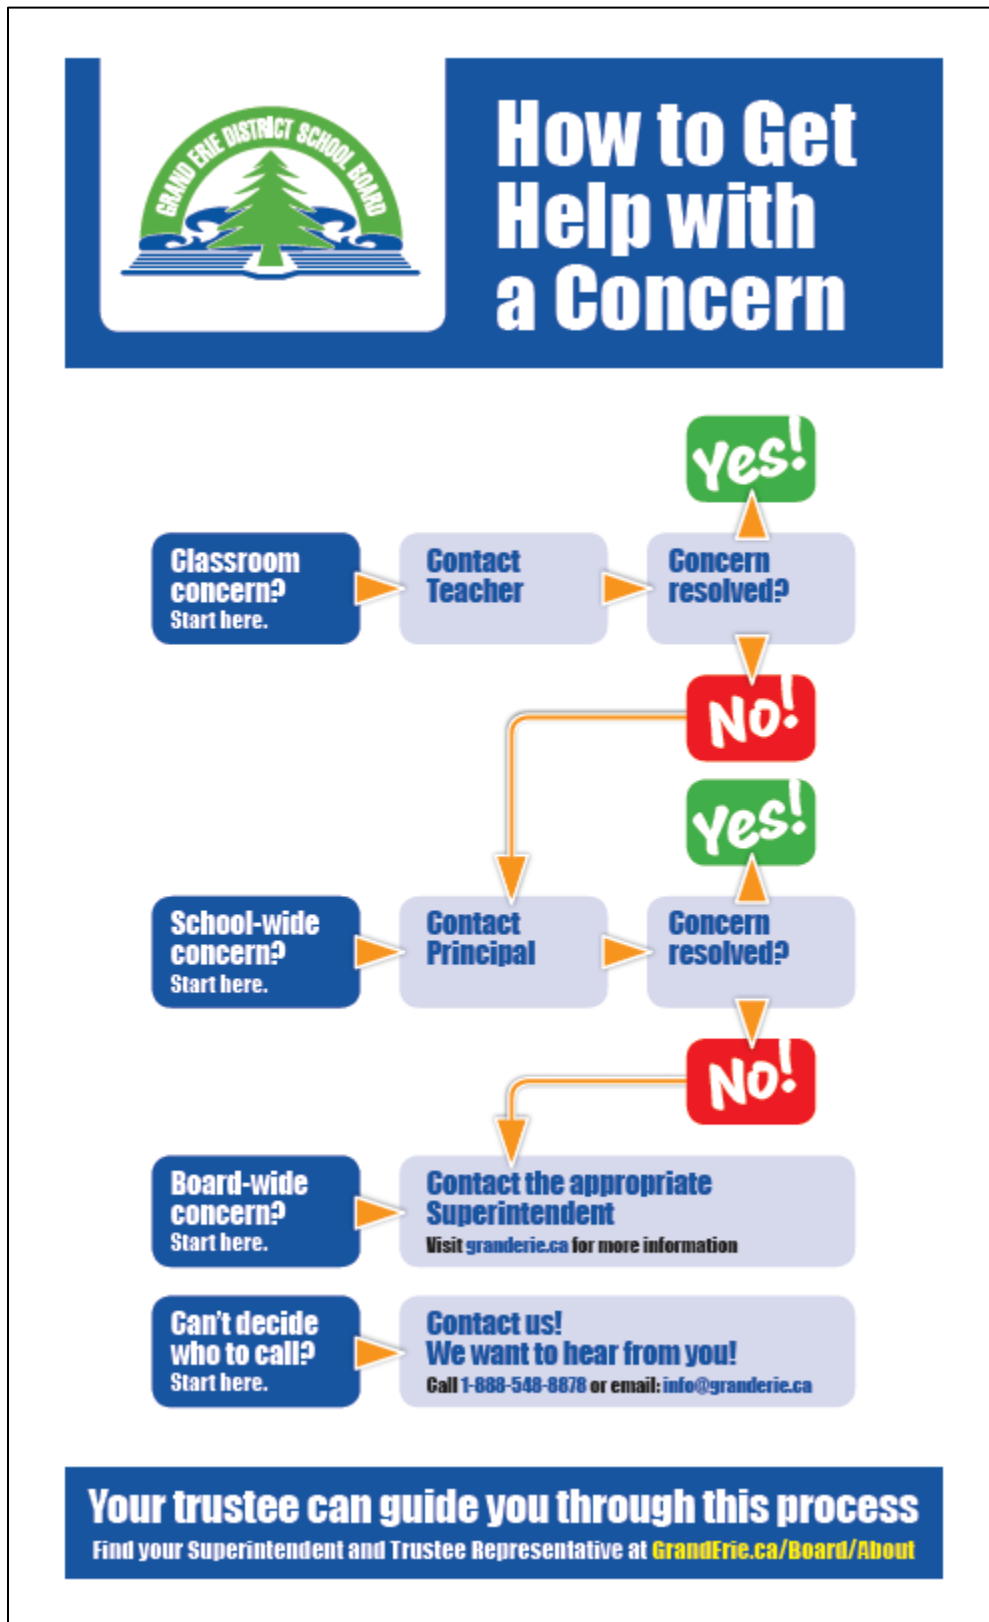 GRAND ERIE DISTRICT SCHOOL BOARD
How to Get
Help with
a Concern
Yes!
Classroom
concern?
Start here.
Contact
Teacher
Concern
resolved?
No!
Yes!
School-wide
concern?
Start here.
Contact
Principal
Concern
resolved?
No!
Board-wide
concern?
Start here.
Contact the appropriate
Superintendent
Visit granderie.ca for more information
Can't decide
who to call?
Start here.
Contact us!
We want to hear from you!
Call 1-888-548-8878 or email: info@granderie.ca
Your trustee can guide you through this process
Find your Superintendent and Trustee Representative at GrandErie.ca/Board/About